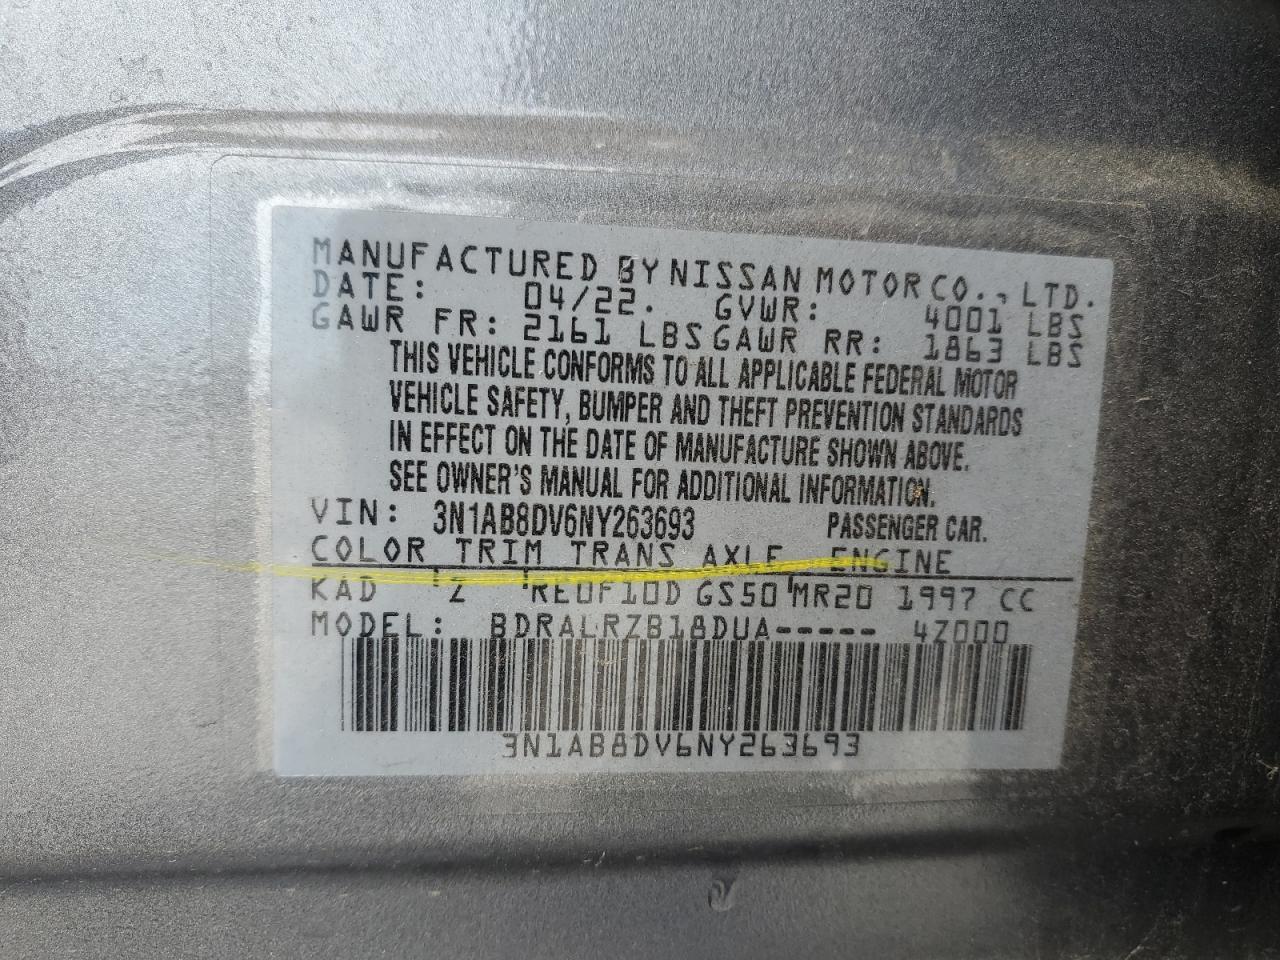 MANUFACTURED BY NISSAN MOTOR CO., LTD.
DATE: 04/22. GVWR: 4001 LBS
GAWR FR: 2161 LBS GAWR RR: 1863 LBS
THIS VEHICLE CONFORMS TO ALL APPLICABLE FEDERAL MOTOR
VEHICLE SAFETY, BUMPER AND THEFT PREVENTION STANDARDS
IN EFFECT ON THE DATE OF MANUFACTURE SHOWN ABOVE.
SEE OWNER'S MANUAL FOR ADDITIONAL INFORMATION.
VIN: 3N1AB8DV6NY263693 PASSENGER CAR.
COLOR TRIM TRANS AXLE ENGINE
KAD Z RE0F10D GS50 MR20 1997 CC
MODEL: BDRALRZB18DUA----- 4Z000
3N1AB8DV6NY263693